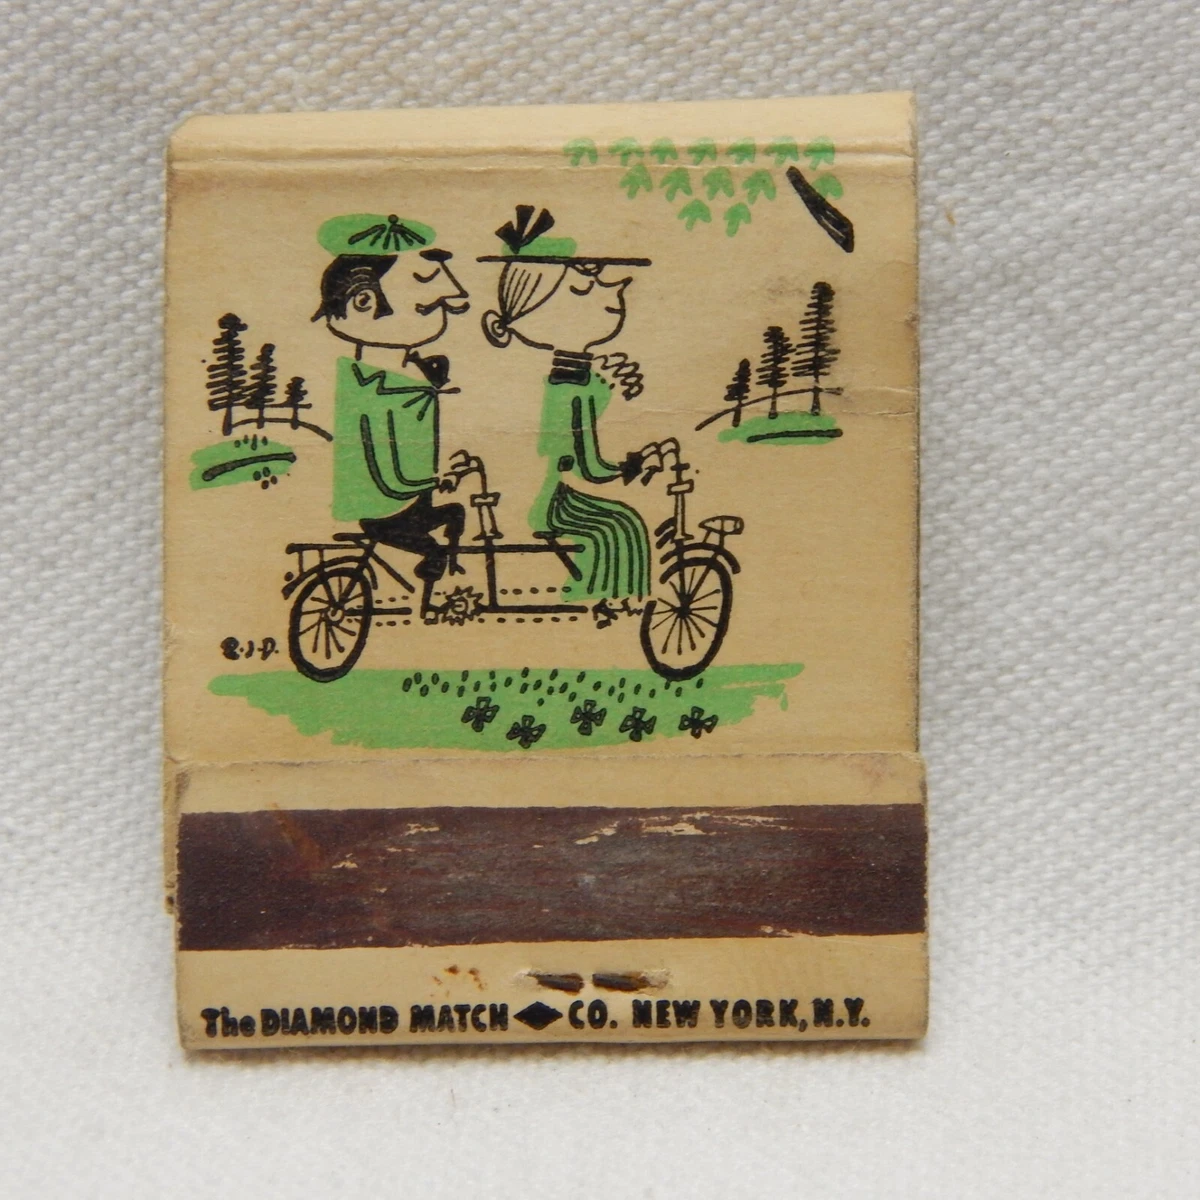 The DIAMOND MATCH CO. NEW YORK, N.Y.